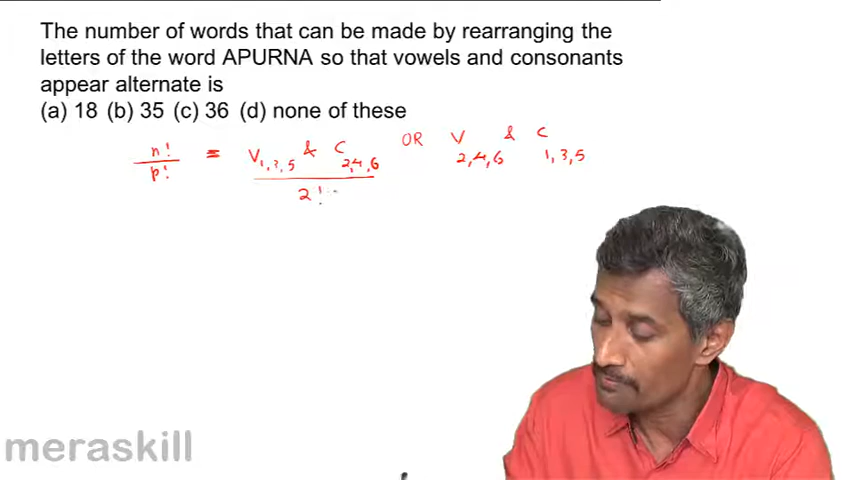 The number of words that can be made by rearranging the
letters of the word APURNA so that vowels and consonants
appear alternate is
(a) 18 (b) 35 (c) 36 (d) none of these
n!/p! = V1,3,5 & C2,4,6 / 2! OR V2,4,6 & C1,3,5
meraskill